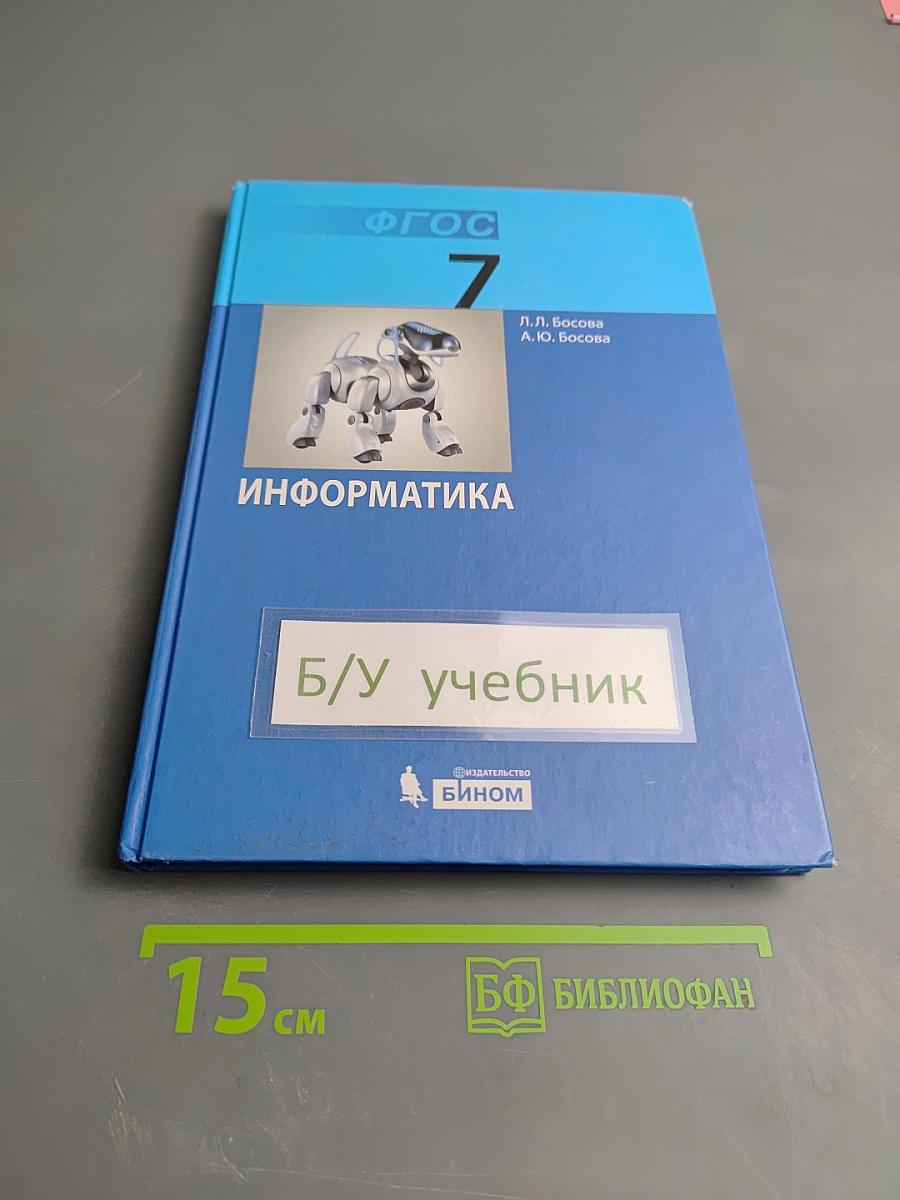 ФГОС
7
Л.Л. Босова
А.Ю. Босова
ИНФОРМАТИКА
Б/У учебник
ИЗДАТЕЛЬСТВО
БИНОМ
15 см
БФ БИБЛИОФАН